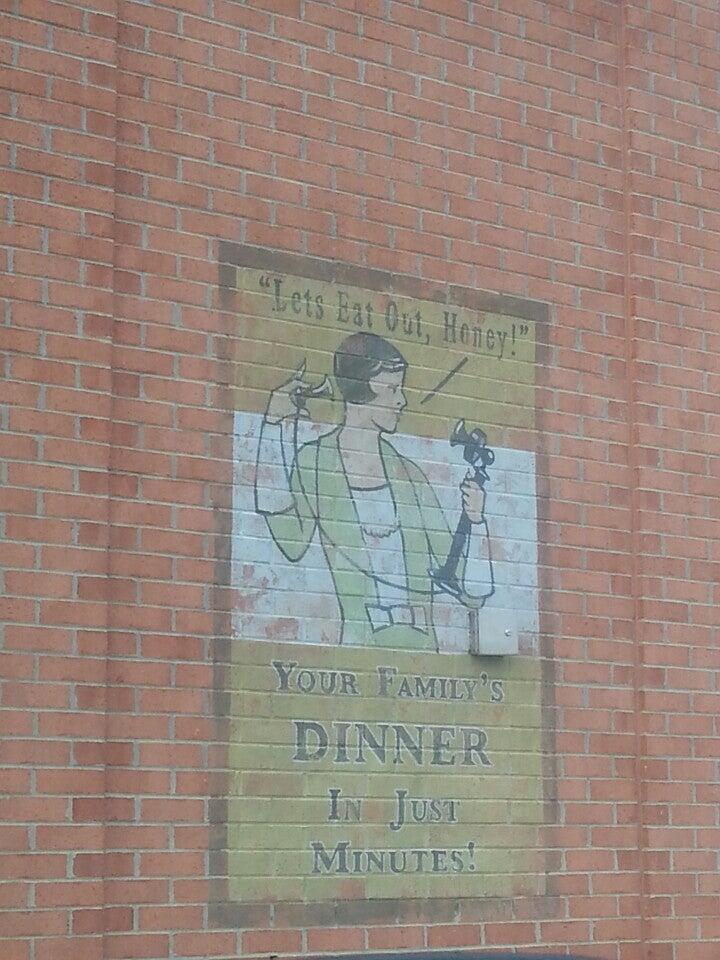 “Lets Eat Out, Honey!”
Your Family’s
DINNER
In Just
Minutes!